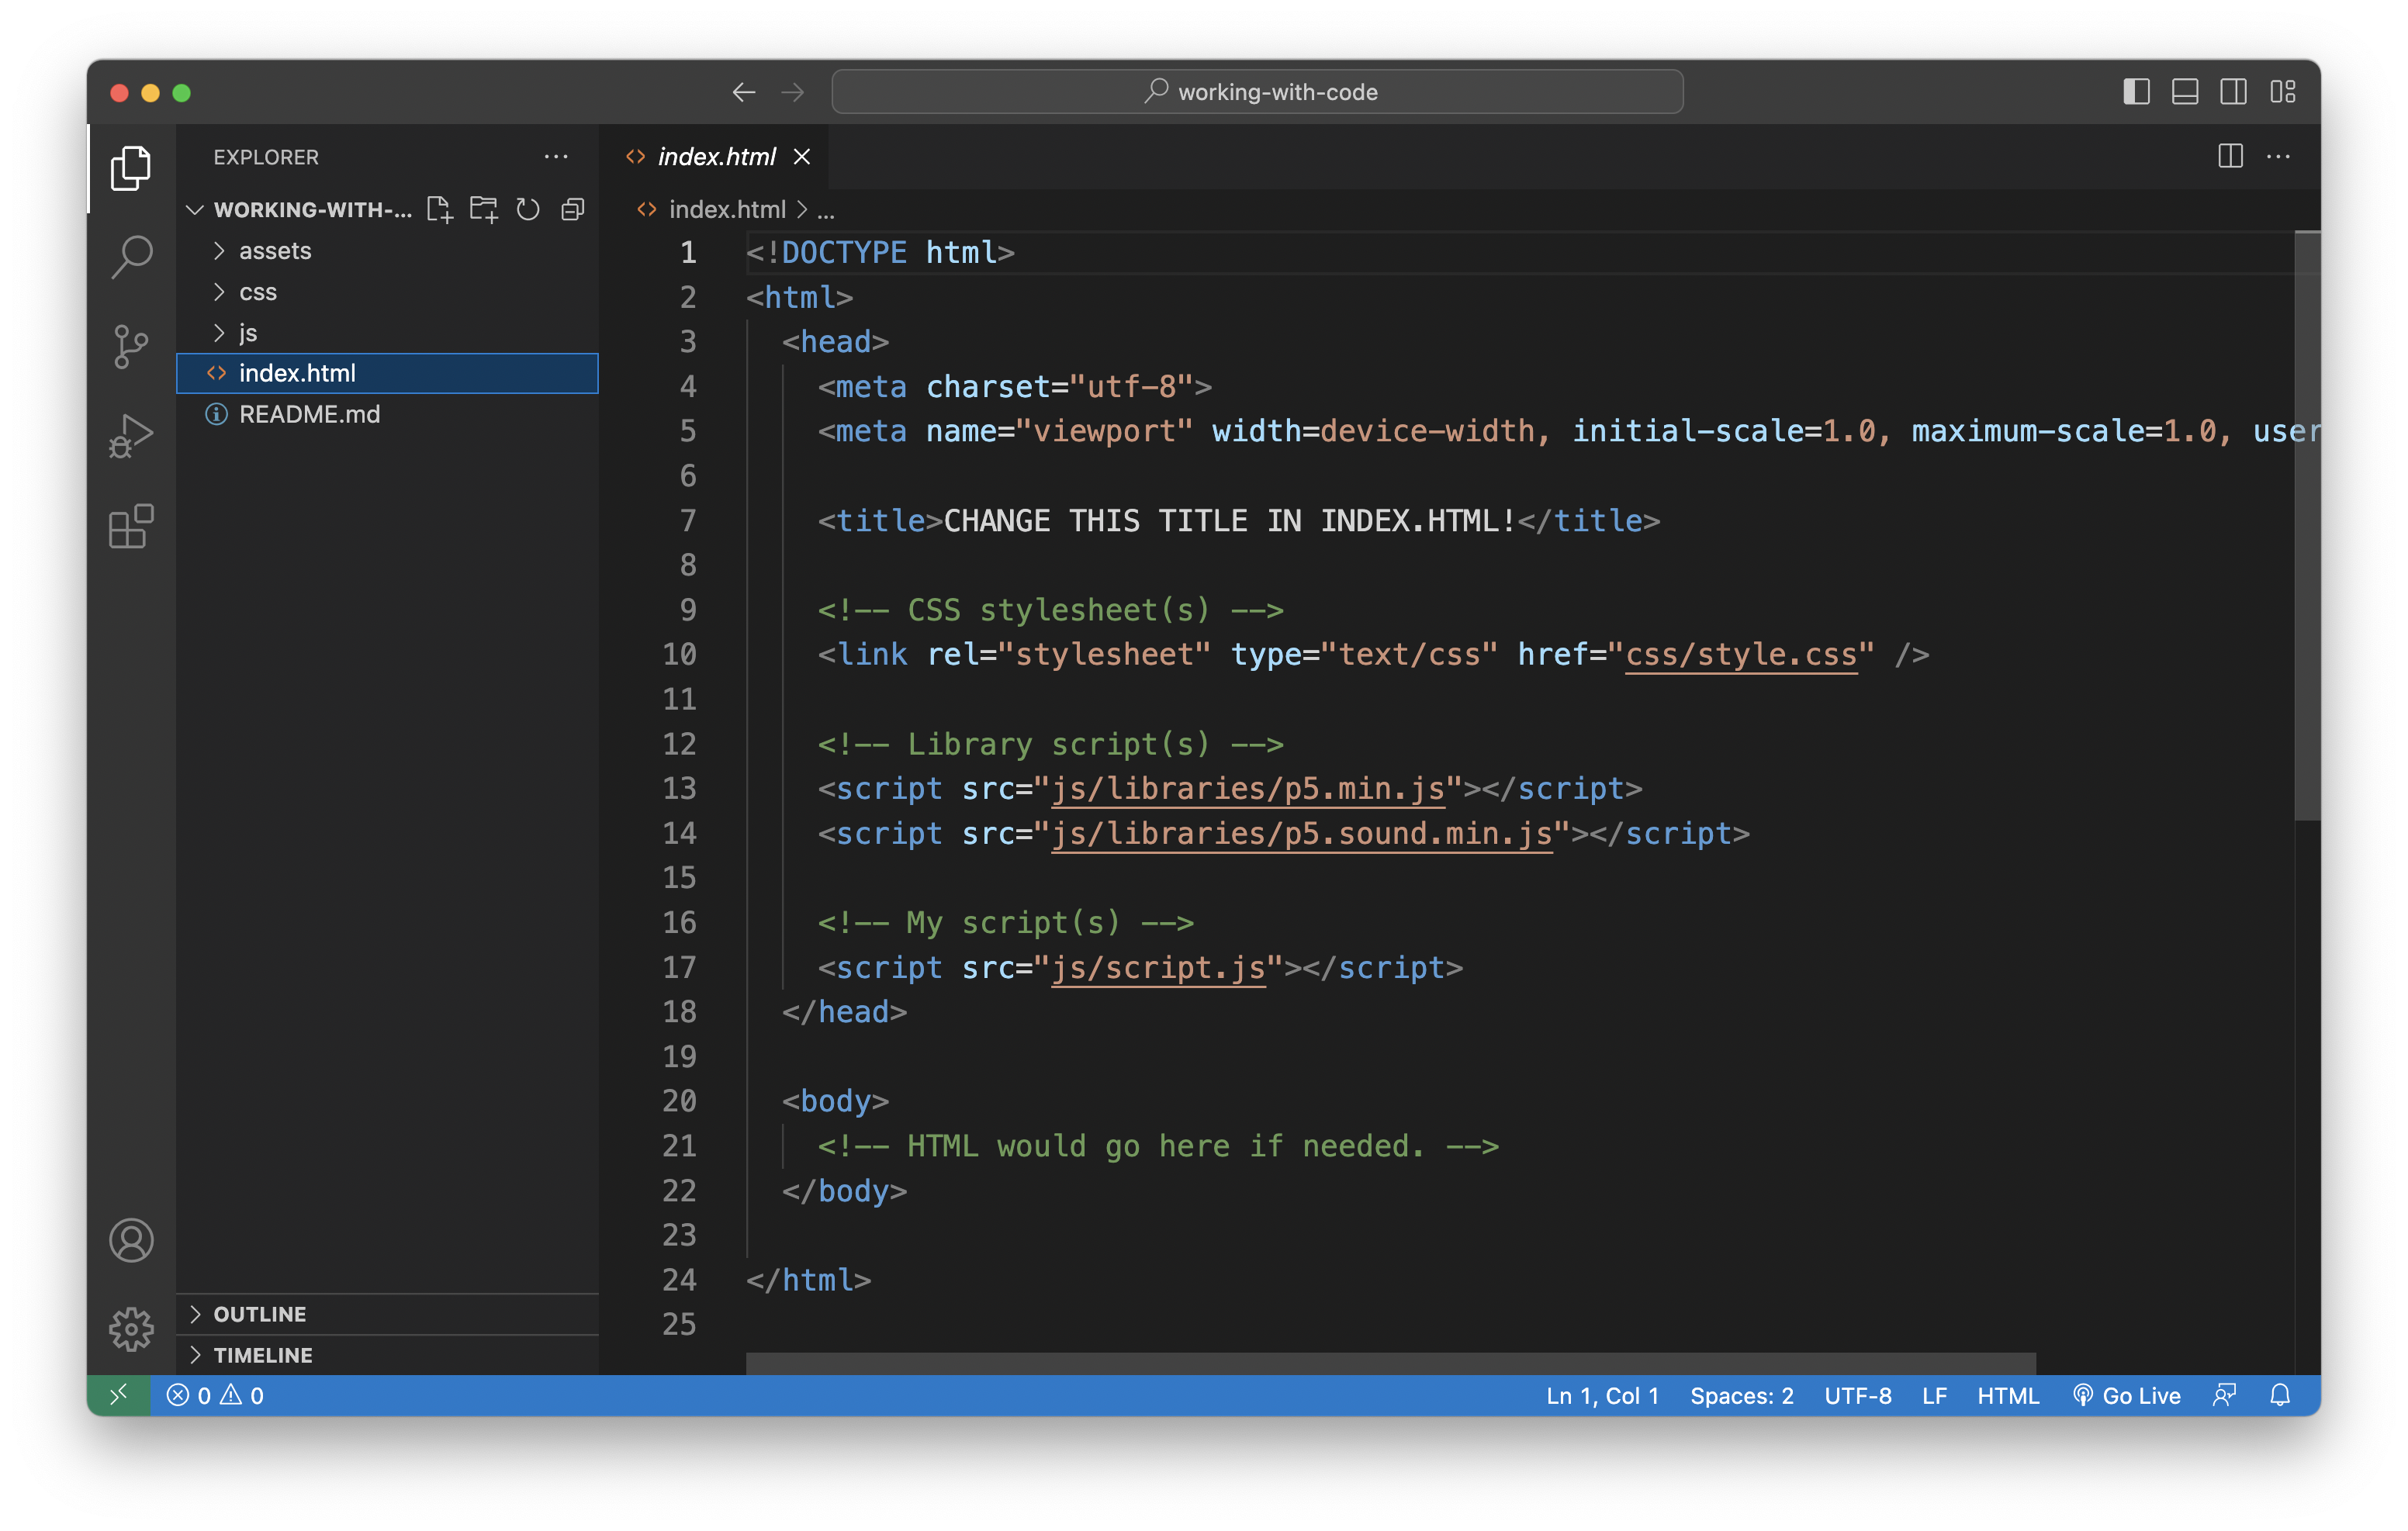 working-with-code
EXPLORER
index.html
WORKING-WITH-...
index.html > ...
assets
css
js
index.html
README.md
OUTLINE
TIMELINE
1 <!DOCTYPE html>
2 <html>
3 <head>
4 <meta charset="utf-8">
5 <meta name="viewport" width=device-width, initial-scale=1.0, maximum-scale=1.0, user
6
7 <title>CHANGE THIS TITLE IN INDEX.HTML!</title>
8
9 <!-- CSS stylesheet(s) -->
10 <link rel="stylesheet" type="text/css" href="css/style.css" />
11
12 <!-- Library script(s) -->
13 <script src="js/libraries/p5.min.js"></script>
14 <script src="js/libraries/p5.sound.min.js"></script>
15
16 <!-- My script(s) -->
17 <script src="js/script.js"></script>
18 </head>
19
20 <body>
21 <!-- HTML would go here if needed. -->
22 </body>
23
24 </html>
25
0 0 Ln 1, Col 1 Spaces: 2 UTF-8 LF HTML Go Live